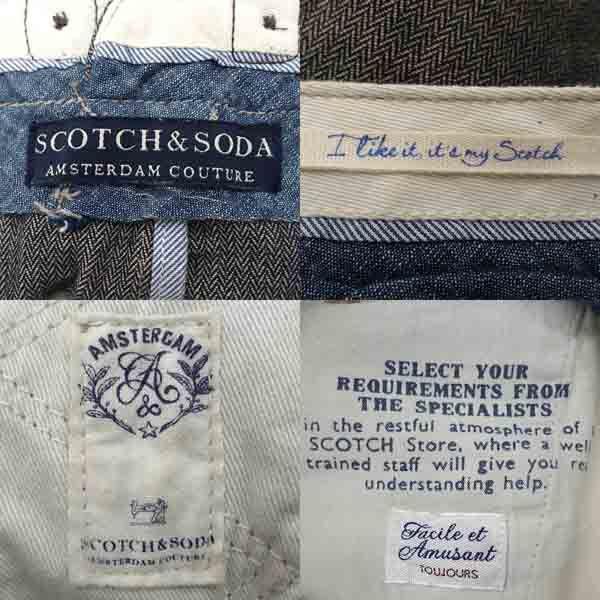 SCOTCH & SODA
AMSTERDAM COUTURE
I like it, it's my Scotch
AMSTERDAM
SCOTCH & SODA
AMSTERDAM COUTURE
SELECT YOUR
REQUIREMENTS FROM
THE SPECIALISTS
in the restful atmosphere of
SCOTCH Store, where a well
trained staff will give you
understanding help.
Facile et
Amusant
TOUJOURS